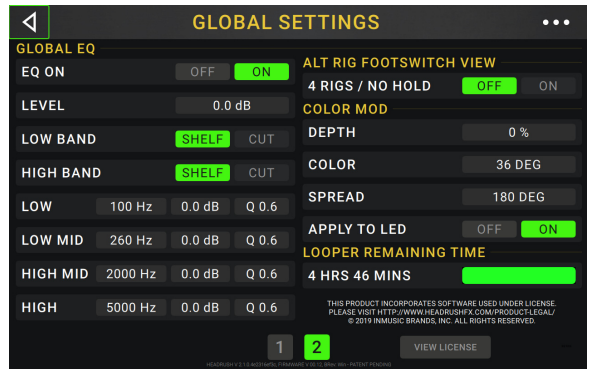 GLOBAL SETTINGS
GLOBAL EQ
EQ ON OFF ON
LEVEL 0.0 dB
LOW BAND SHELF CUT
HIGH BAND SHELF CUT
LOW 100 Hz 0.0 dB Q 0.6
LOW MID 260 Hz 0.0 dB Q 0.6
HIGH MID 2000 Hz 0.0 dB Q 0.6
HIGH 5000 Hz 0.0 dB Q 0.6
ALT RIG FOOTSWITCH VIEW
4 RIGS / NO HOLD OFF ON
COLOR MOD
DEPTH 0 %
COLOR 36 DEG
SPREAD 180 DEG
APPLY TO LED OFF ON
LOOPER REMAINING TIME
4 HRS 46 MINS
THIS PRODUCT INCORPORATES SOFTWARE USED UNDER LICENSE.
PLEASE VISIT HTTP://WWW.HEADRUSHFX.COM/PRODUCT-LEGAL/
© 2019 INMUSIC BRANDS, INC. ALL RIGHTS RESERVED.
1 2 VIEW LICENSE
PATENT PENDING